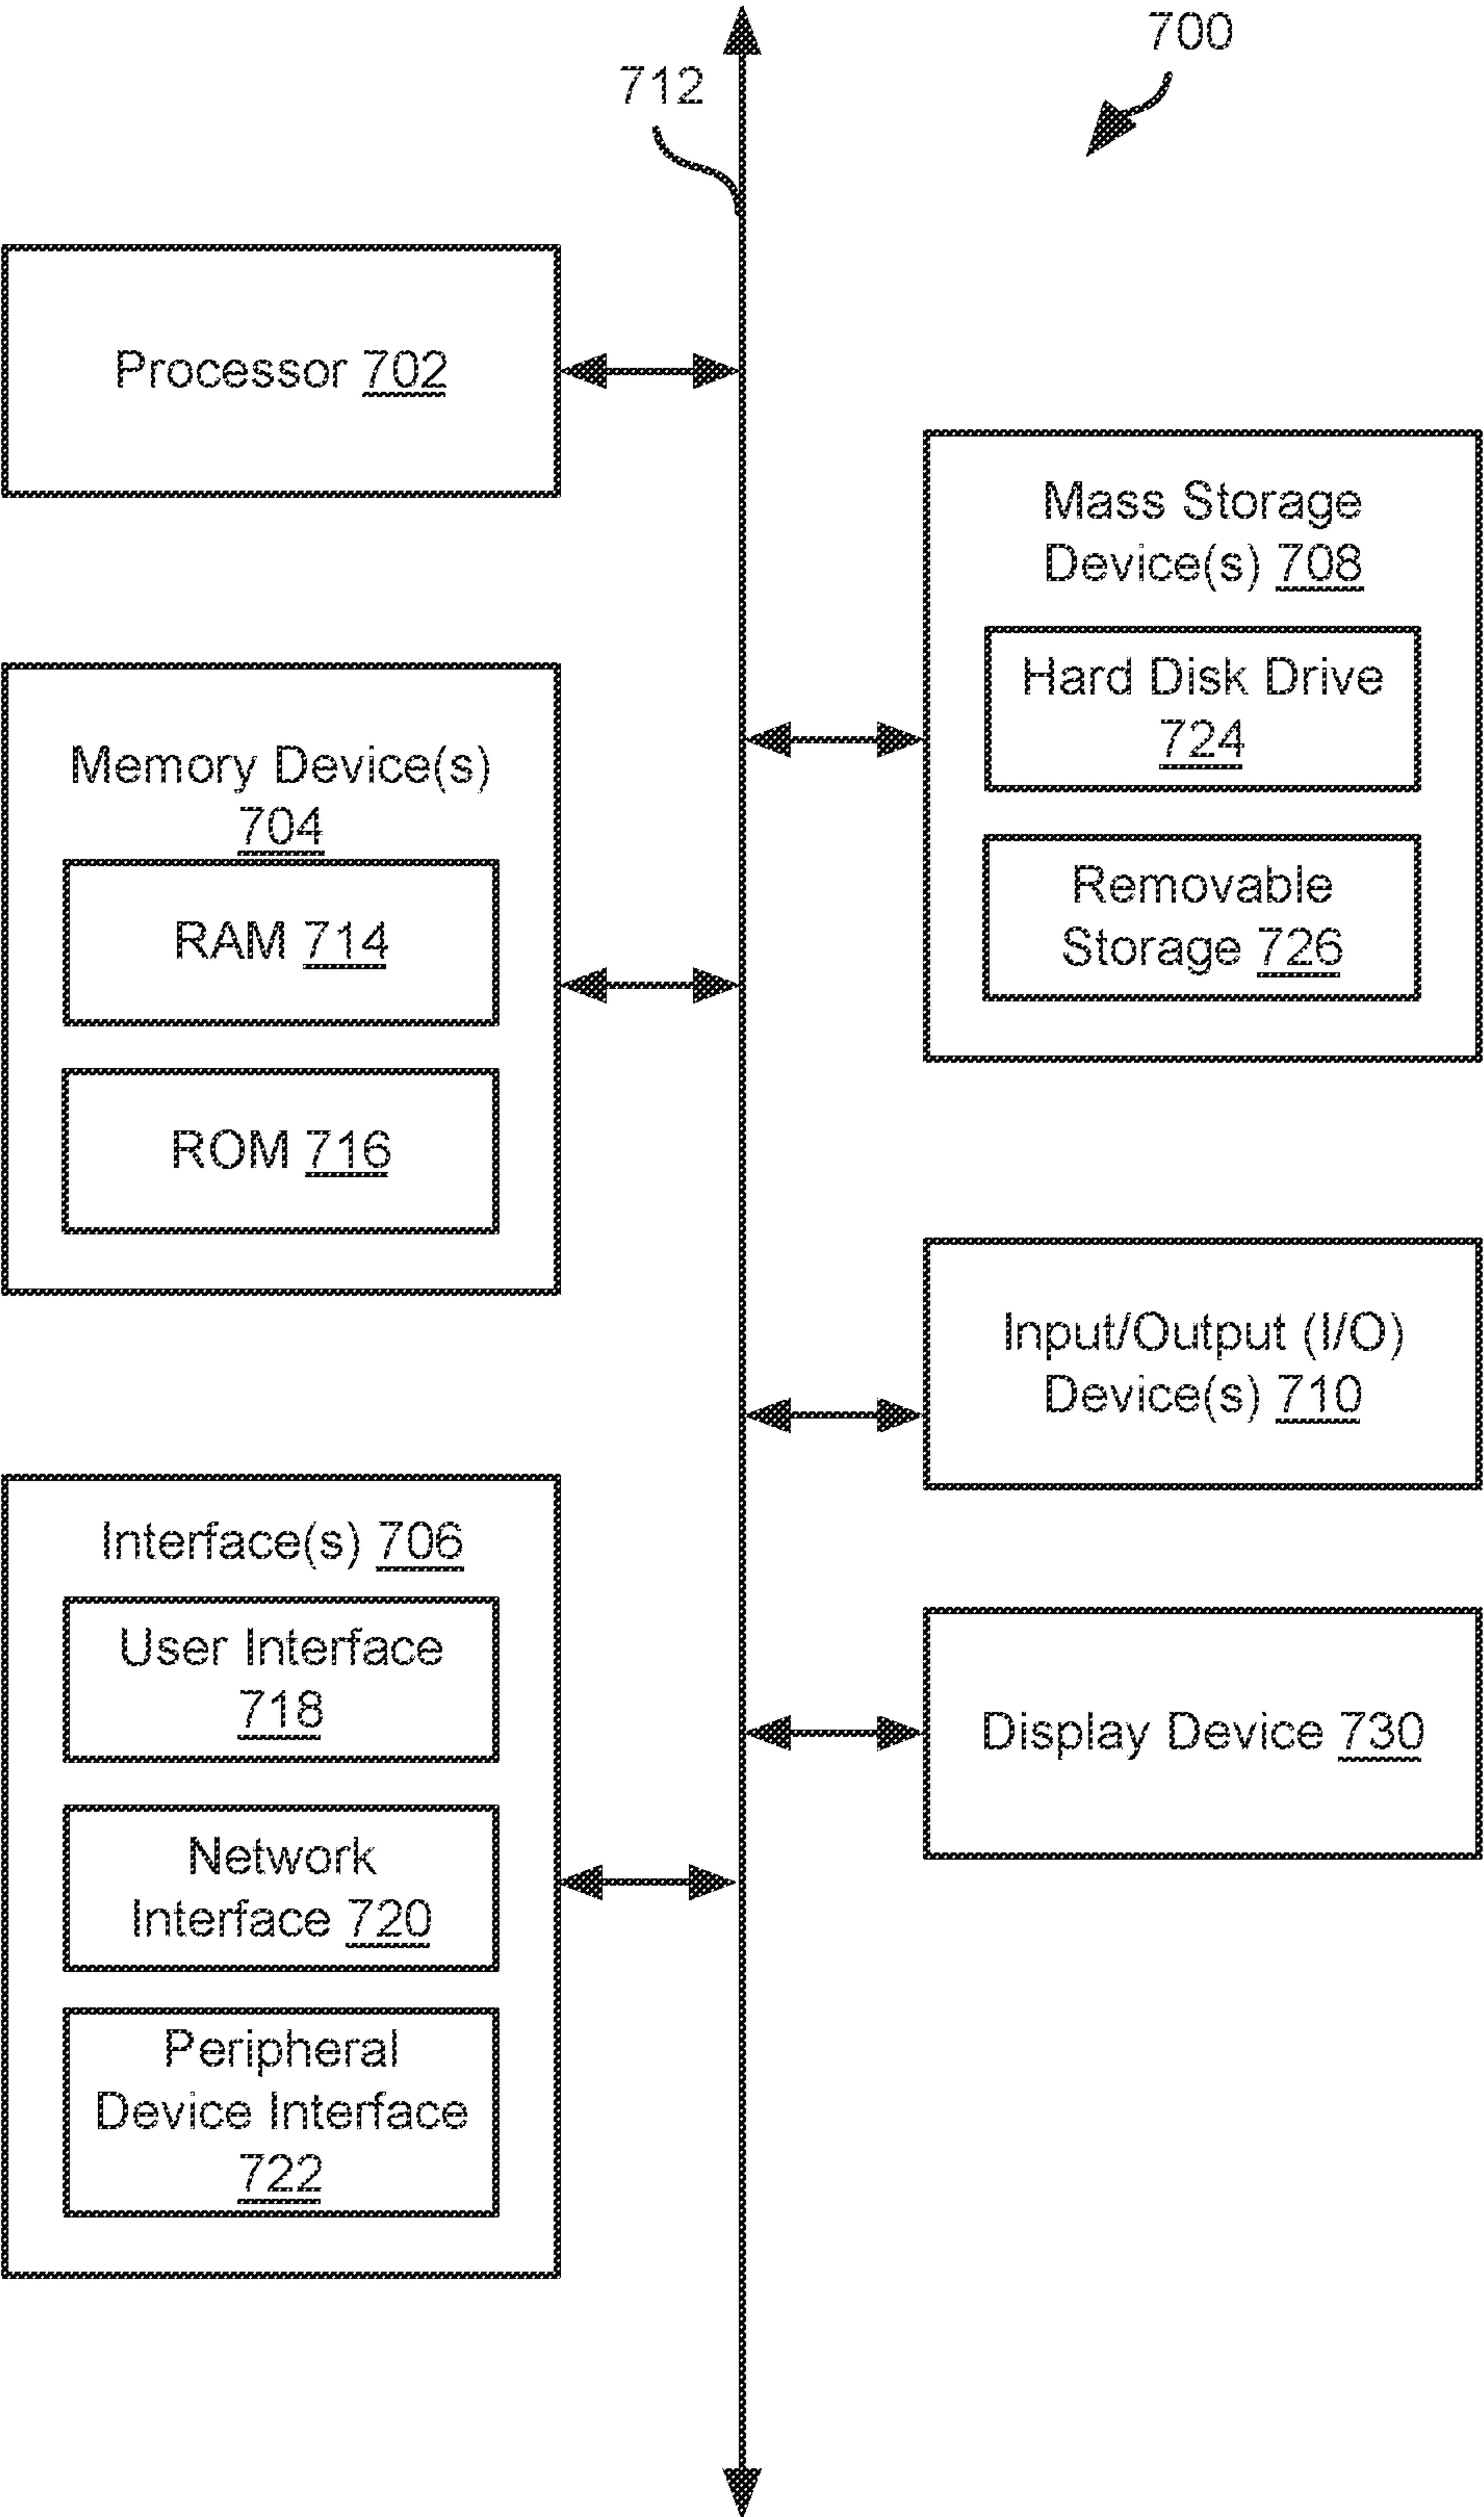 700
712
Processor 702
Mass Storage
Device(s) 708
Hard Disk Drive
724
Removable
Storage 726
Memory Device(s)
704
RAM 714
ROM 716
Input/Output (I/O)
Device(s) 710
Interface(s) 706
User Interface
718
Network
Interface 720
Peripheral
Device Interface
722
Display Device 730